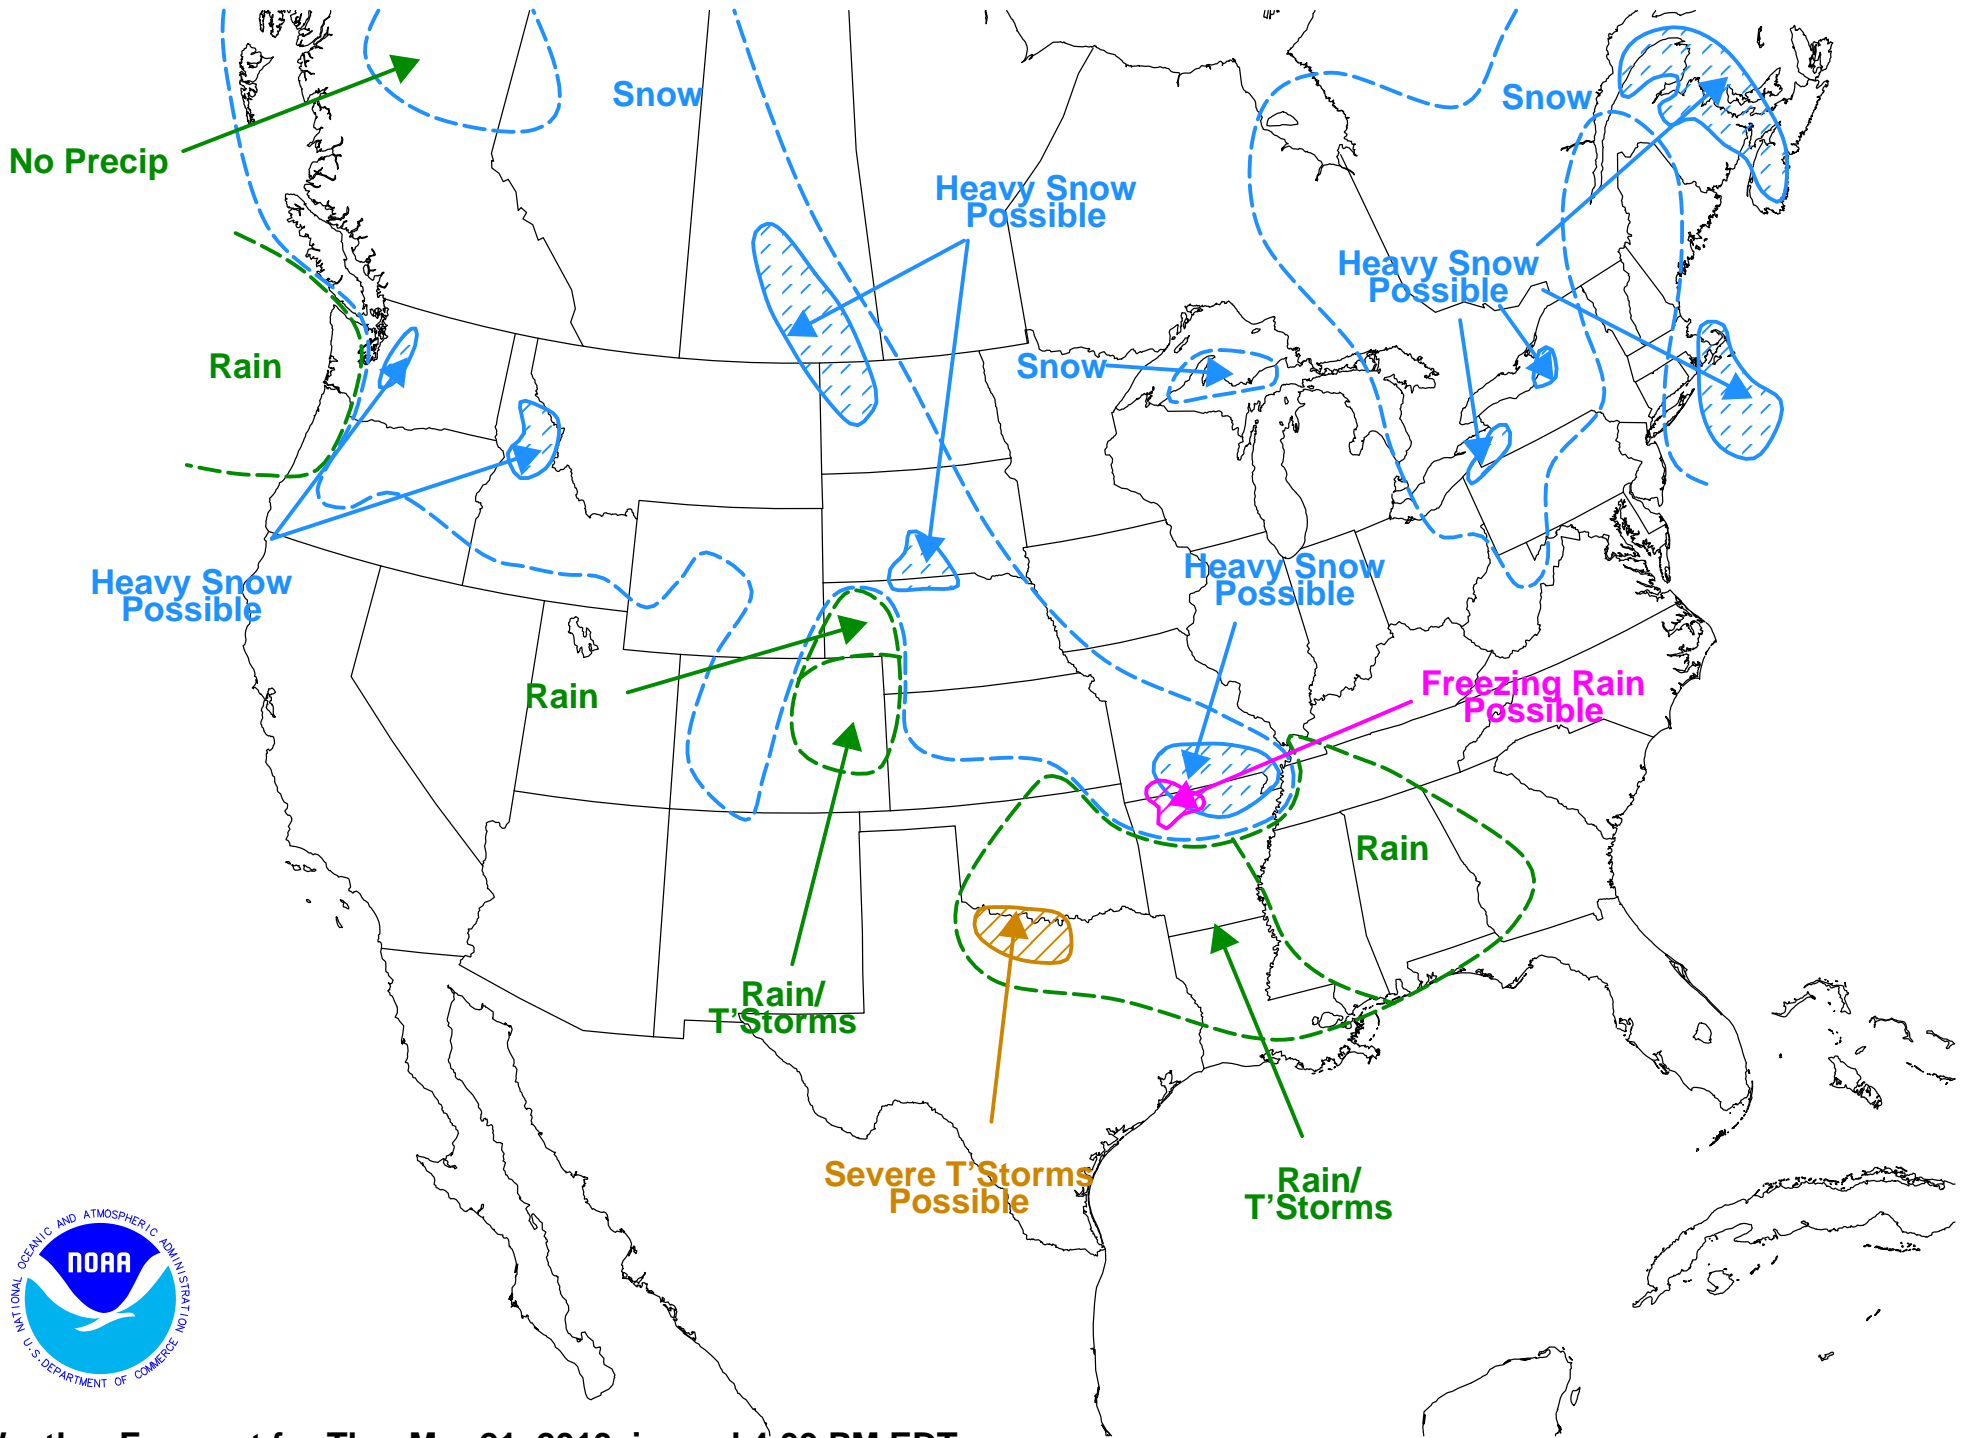 Snow
Snow
No Precip
Heavy Snow
Possible
Heavy Snow
Possible
Rain
Snow
Heavy Snow
Possible
Heavy Snow
Possible
Rain
Freezing Rain
Possible
Rain
Rain/
T'Storms
Severe T'Storms
Possible
Rain/
T'Storms
NATIONAL OCEANIC AND ATMOSPHERIC ADMINISTRATION
NOAA
U.S. DEPARTMENT OF COMMERCE